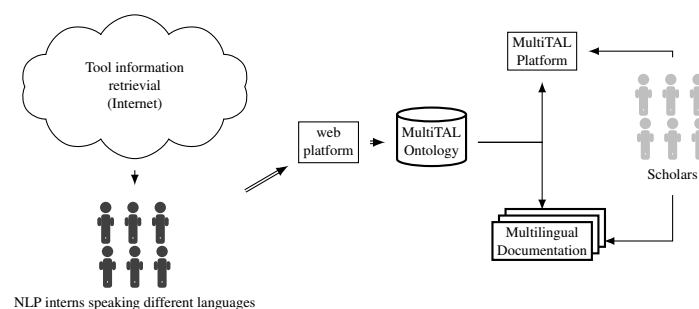 Tool information
retrievial
(Internet)
NLP interns speaking different languages
web
platform
MultiTAL
Ontology
MultiTAL
Platform
Multilingual
Documentation
Scholars